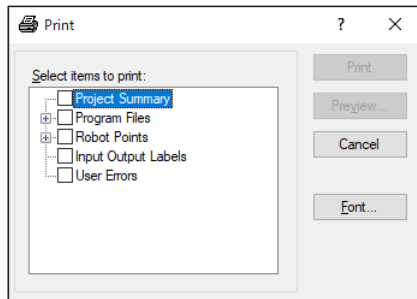 Print
?
Select items to print:
Project Summary
Program Files
Robot Points
Input Output Labels
User Errors
Print
Preview...
Cancel
Font...